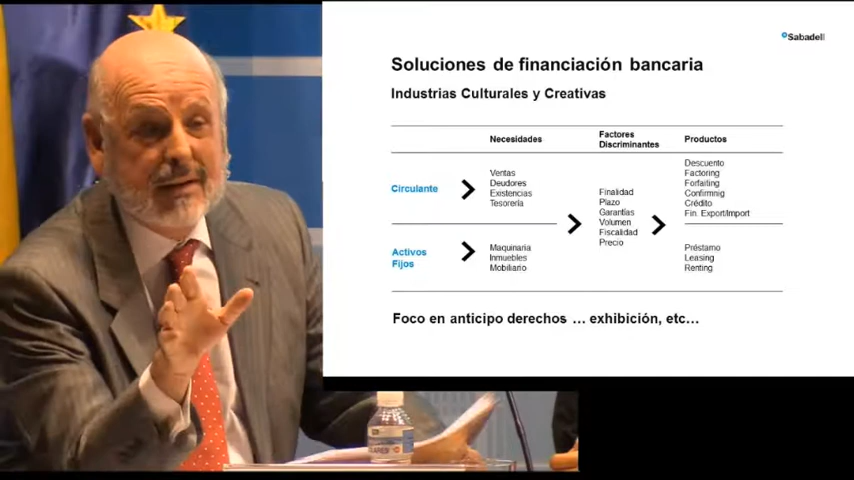 Sabadell
Soluciones de financiación bancaria
Industrias Culturales y Creativas
Necesidades
Factores
Discriminantes
Productos
Circulante
Ventas
Deudores
Existencias
Tesorería
Finalidad
Plazo
Garantías
Volumen
Fiscalidad
Precio
Descuento
Factoring
Forfaiting
Confirmnig
Crédito
Fin. Export/Import
Activos
Fijos
Maquinaria
Inmuebles
Mobiliario
Préstamo
Leasing
Renting
Foco en anticipo derechos … exhibición, etc…